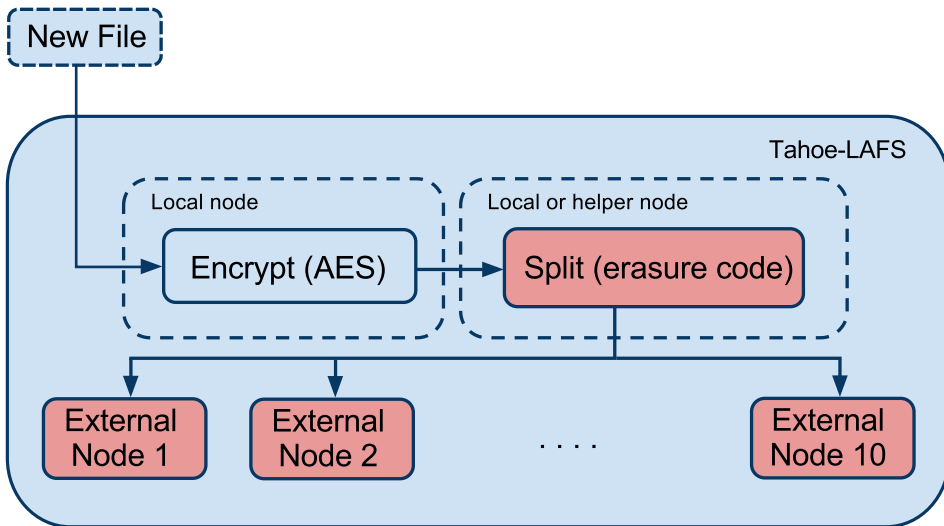 New File
Tahoe-LAFS
Local node
Local or helper node
Encrypt (AES)
Split (erasure code)
External
Node 1
External
Node 2
. . . .
External
Node 10